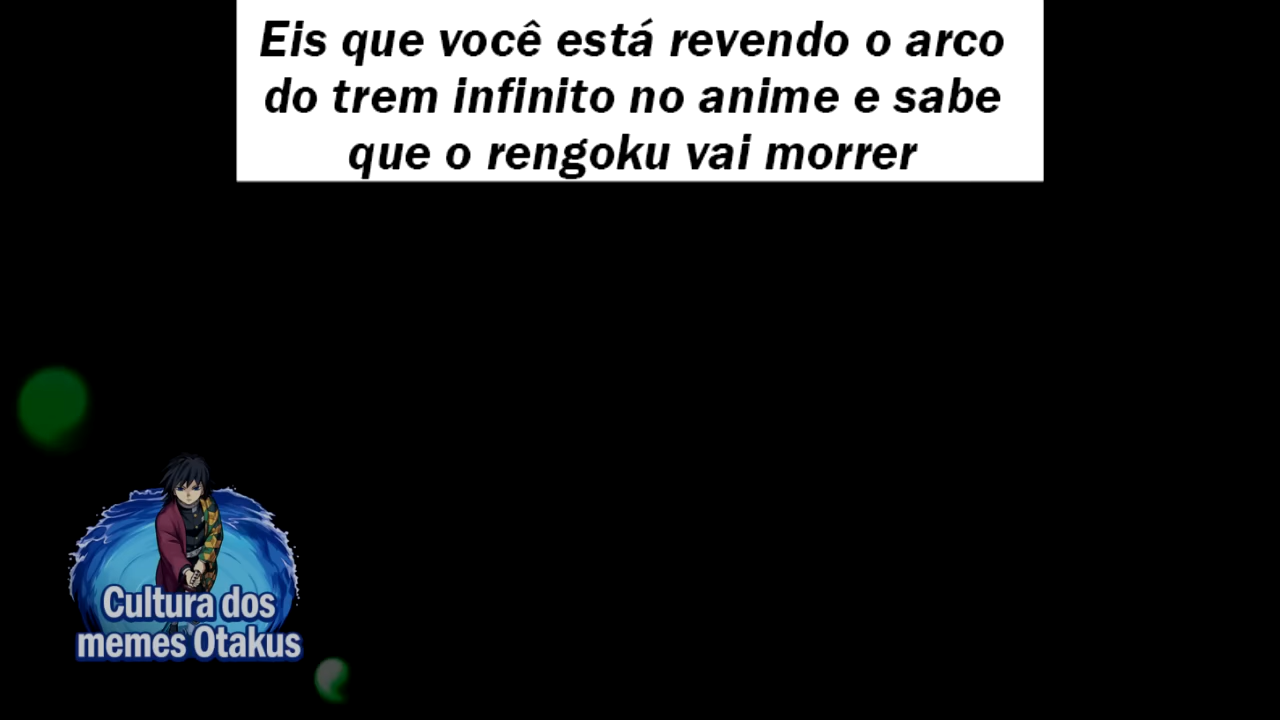 Eis que você está revendo o arco
do trem infinito no anime e sabe
que o rengoku vai morrer
Cultura dos
memes Otakus